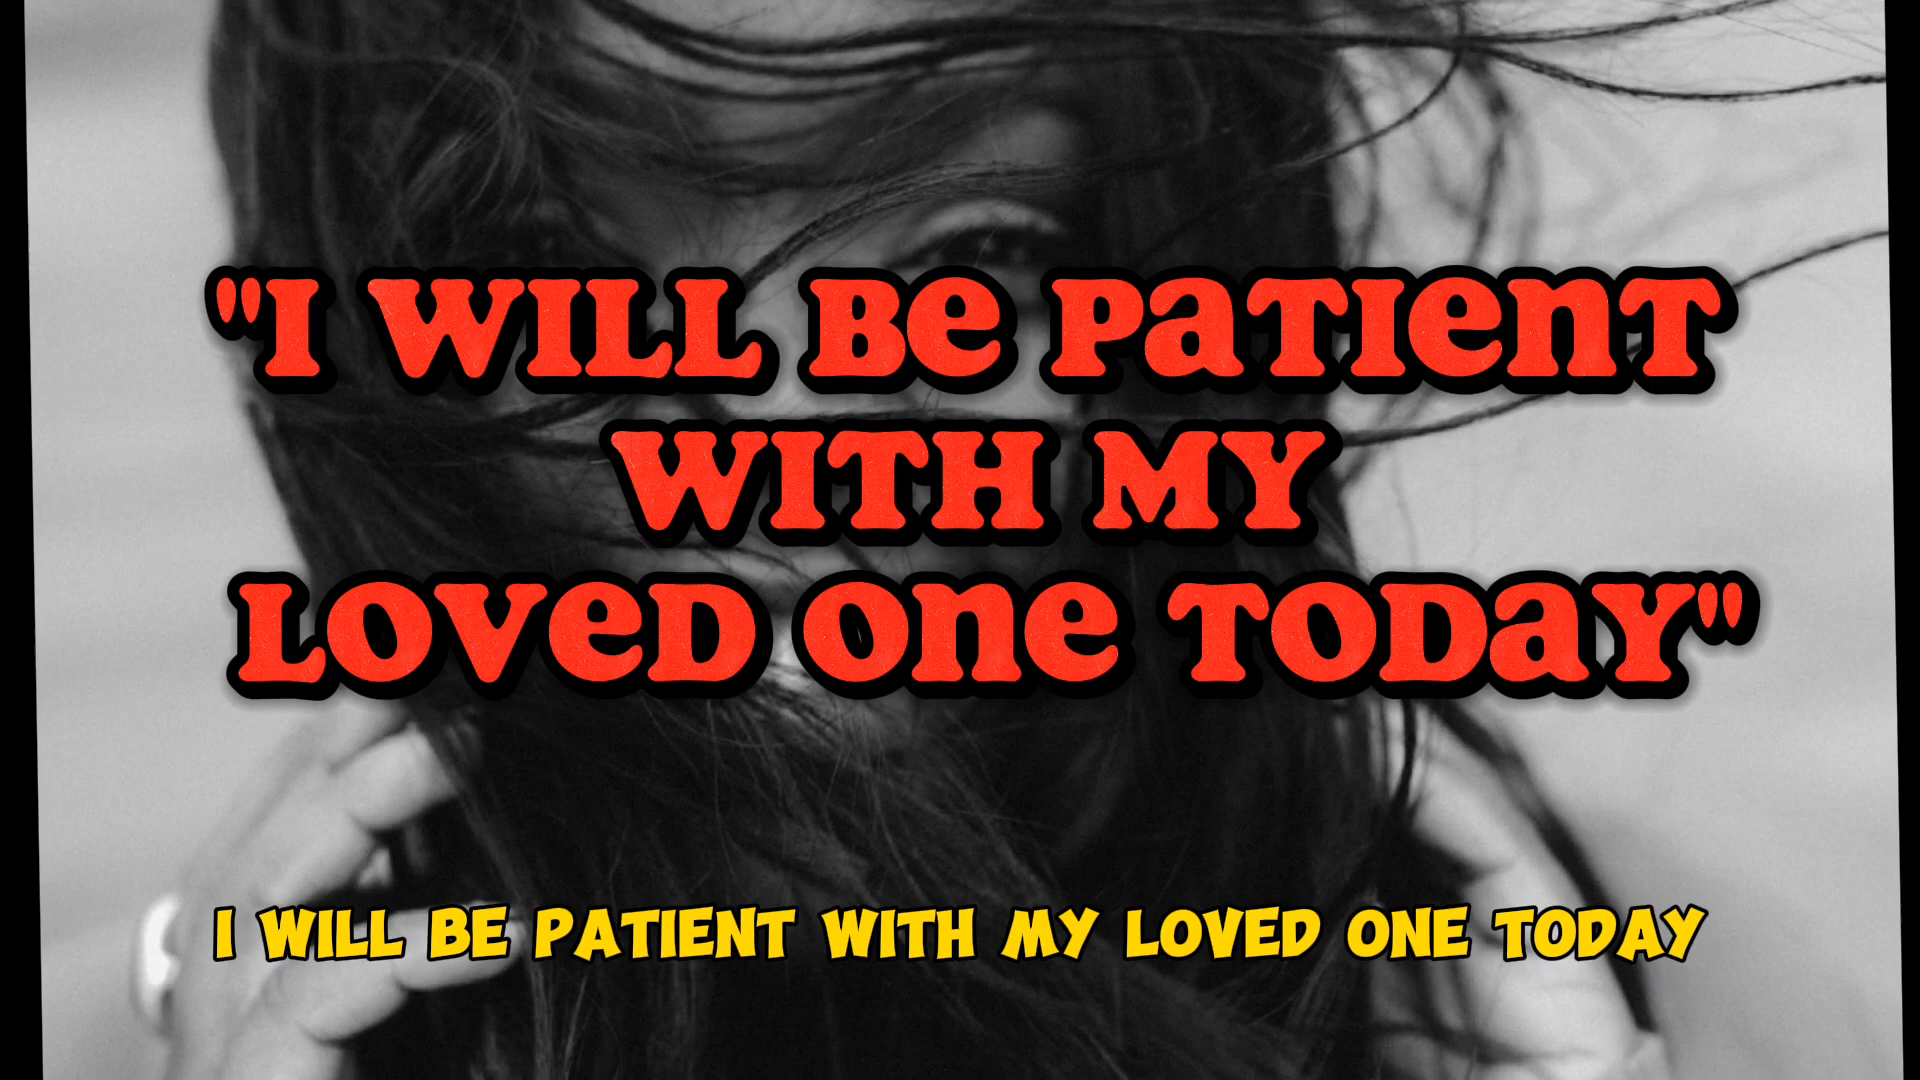 "I WILL BE PATIENT
WITH MY
LOVED ONE TODAY"
I WILL BE PATIENT WITH MY LOVED ONE TODAY